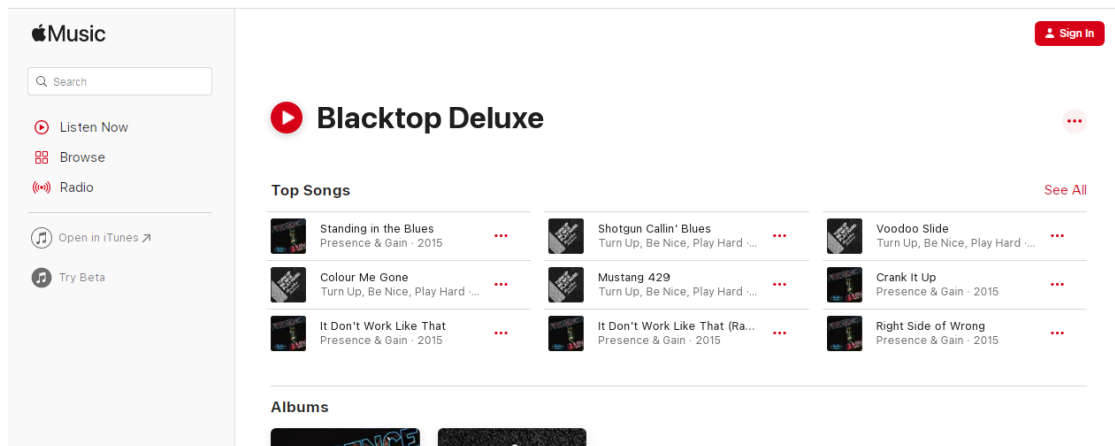 Music
Sign In
Search
Listen Now
Browse
Radio
Open in iTunes
Try Beta
Blacktop Deluxe
Top Songs
See All
Standing in the Blues
Presence & Gain · 2015
Shotgun Callin' Blues
Turn Up, Be Nice, Play Hard ·...
Voodoo Slide
Turn Up, Be Nice, Play Hard ·...
Colour Me Gone
Turn Up, Be Nice, Play Hard ·...
Mustang 429
Turn Up, Be Nice, Play Hard ·...
Crank It Up
Presence & Gain · 2015
It Don't Work Like That
Presence & Gain · 2015
It Don't Work Like That (Ra...
Presence & Gain · 2015
Right Side of Wrong
Presence & Gain · 2015
Albums